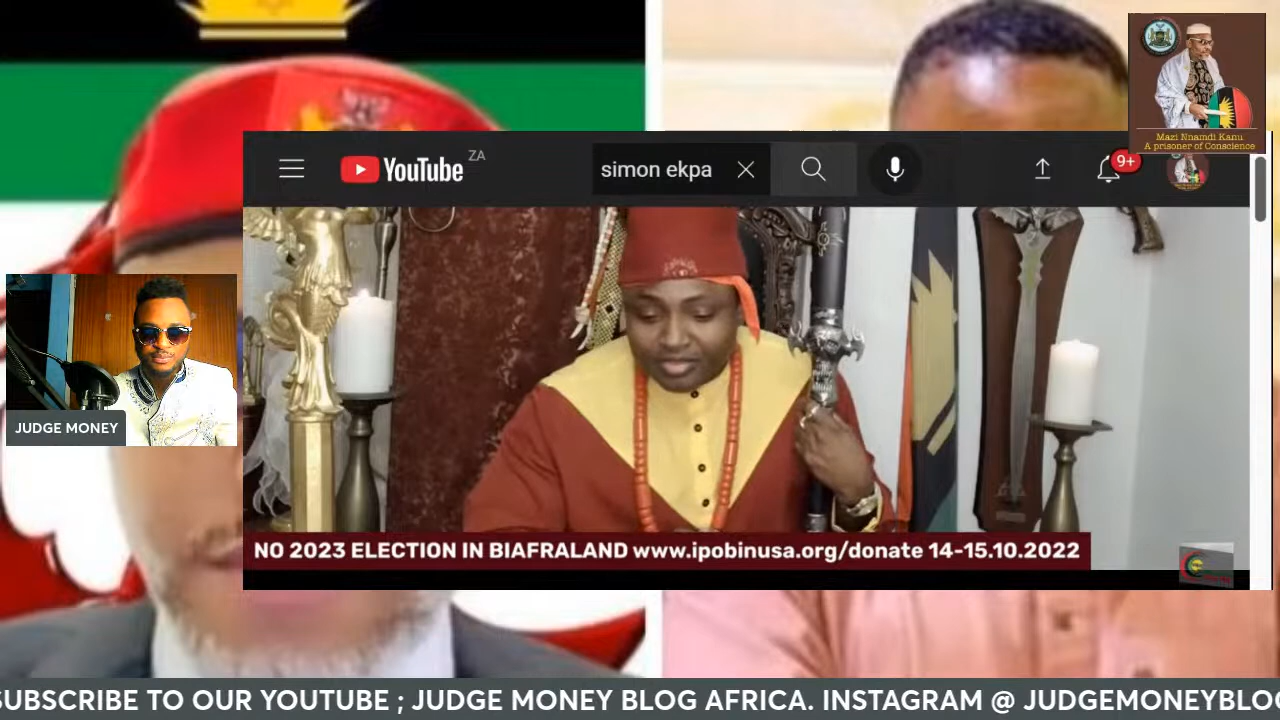 Mazi Nnamdi Kanu
A prisoner of Conscience
YouTube ZA
simon ekpa
9+
JUDGE MONEY
NO 2023 ELECTION IN BIAFRALAND www.ipobinusa.org/donate 14-15.10.2022
SUBSCRIBE TO OUR YOUTUBE ; JUDGE MONEY BLOG AFRICA. INSTAGRAM @ JUDGEMONEYBLOG